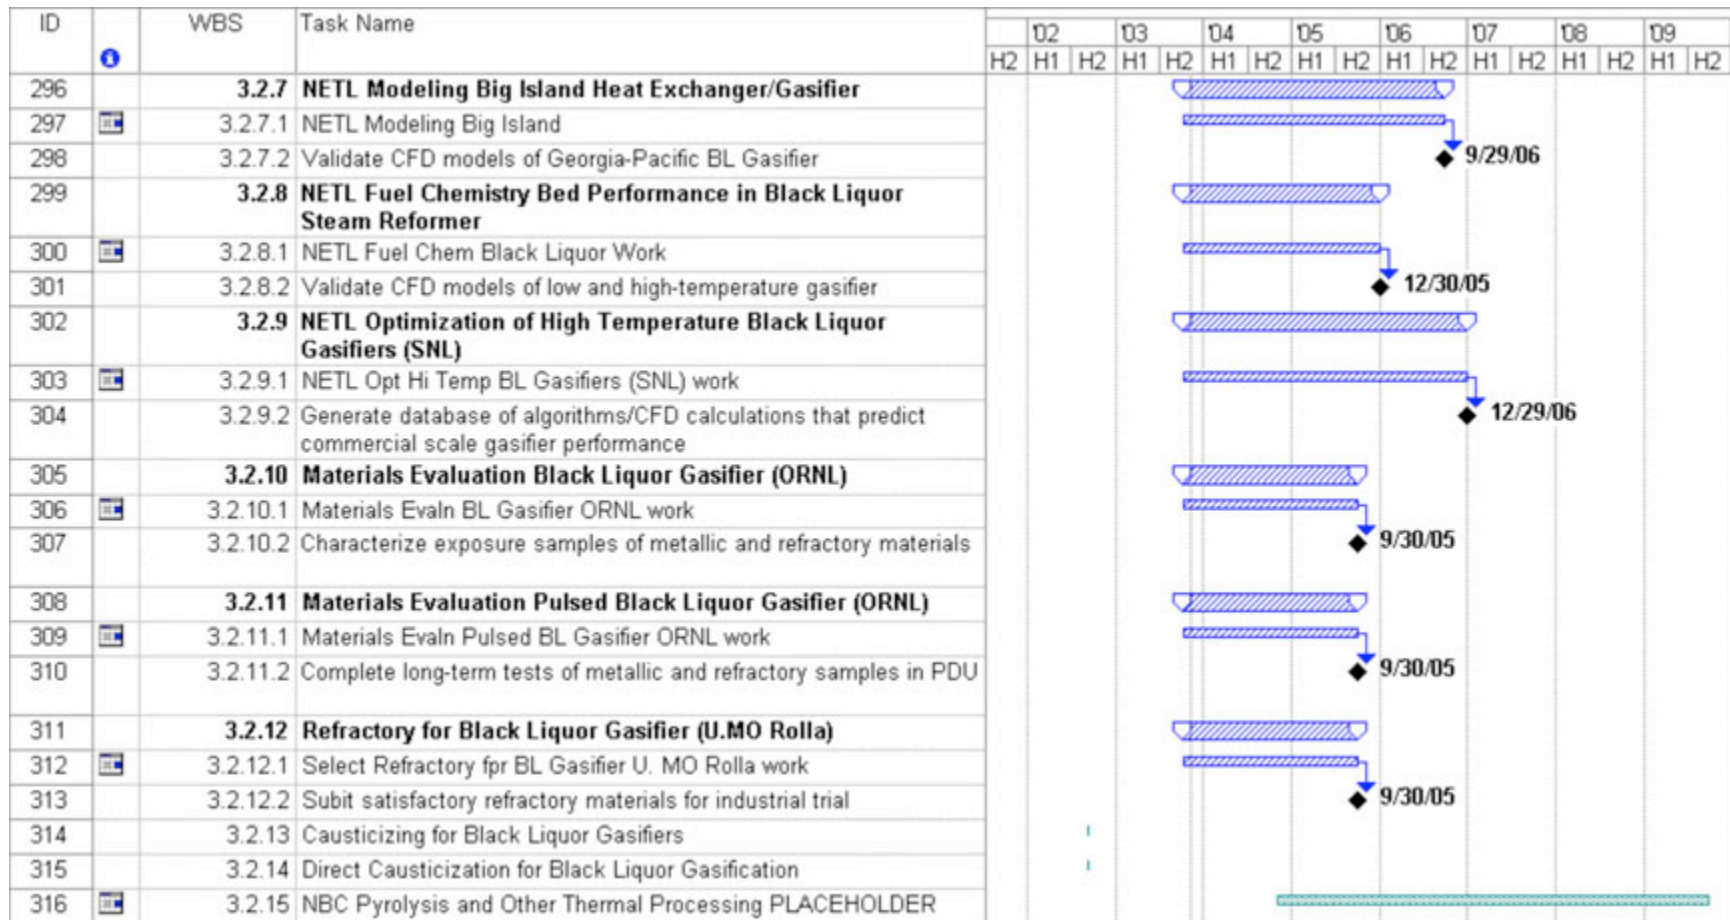 ID WBS Task Name '02 '03 '04 '05 '06 '07 '08 '09
H2 H1 H2 H1 H2 H1 H2 H1 H2 H1 H2 H1 H2 H1 H2 H1 H2
296 3.2.7 NETL Modeling Big Island Heat Exchanger/Gasifier
297 3.2.7.1 NETL Modeling Big Island
298 3.2.7.2 Validate CFD models of Georgia-Pacific BL Gasifier 9/29/06
299 3.2.8 NETL Fuel Chemistry Bed Performance in Black Liquor
Steam Reformer
300 3.2.8.1 NETL Fuel Chem Black Liquor Work
301 3.2.8.2 Validate CFD models of low and high-temperature gasifier 12/30/05
302 3.2.9 NETL Optimization of High Temperature Black Liquor
Gasifiers (SNL)
303 3.2.9.1 NETL Opt Hi Temp BL Gasifiers (SNL) work
304 3.2.9.2 Generate database of algorithms/CFD calculations that predict 12/29/06
commercial scale gasifier performance
305 3.2.10 Materials Evaluation Black Liquor Gasifier (ORNL)
306 3.2.10.1 Materials Evaln BL Gasifier ORNL work
307 3.2.10.2 Characterize exposure samples of metallic and refractory materials 9/30/05
308 3.2.11 Materials Evaluation Pulsed Black Liquor Gasifier (ORNL)
309 3.2.11.1 Materials Evaln Pulsed BL Gasifier ORNL work
310 3.2.11.2 Complete long-term tests of metallic and refractory samples in PDU 9/30/05
311 3.2.12 Refractory for Black Liquor Gasifier (U.MO Rolla)
312 3.2.12.1 Select Refractory fpr BL Gasifier U. MO Rolla work
313 3.2.12.2 Subit satisfactory refractory materials for industrial trial 9/30/05
314 3.2.13 Causticizing for Black Liquor Gasifiers
315 3.2.14 Direct Causticization for Black Liquor Gasification
316 3.2.15 NBC Pyrolysis and Other Thermal Processing PLACEHOLDER